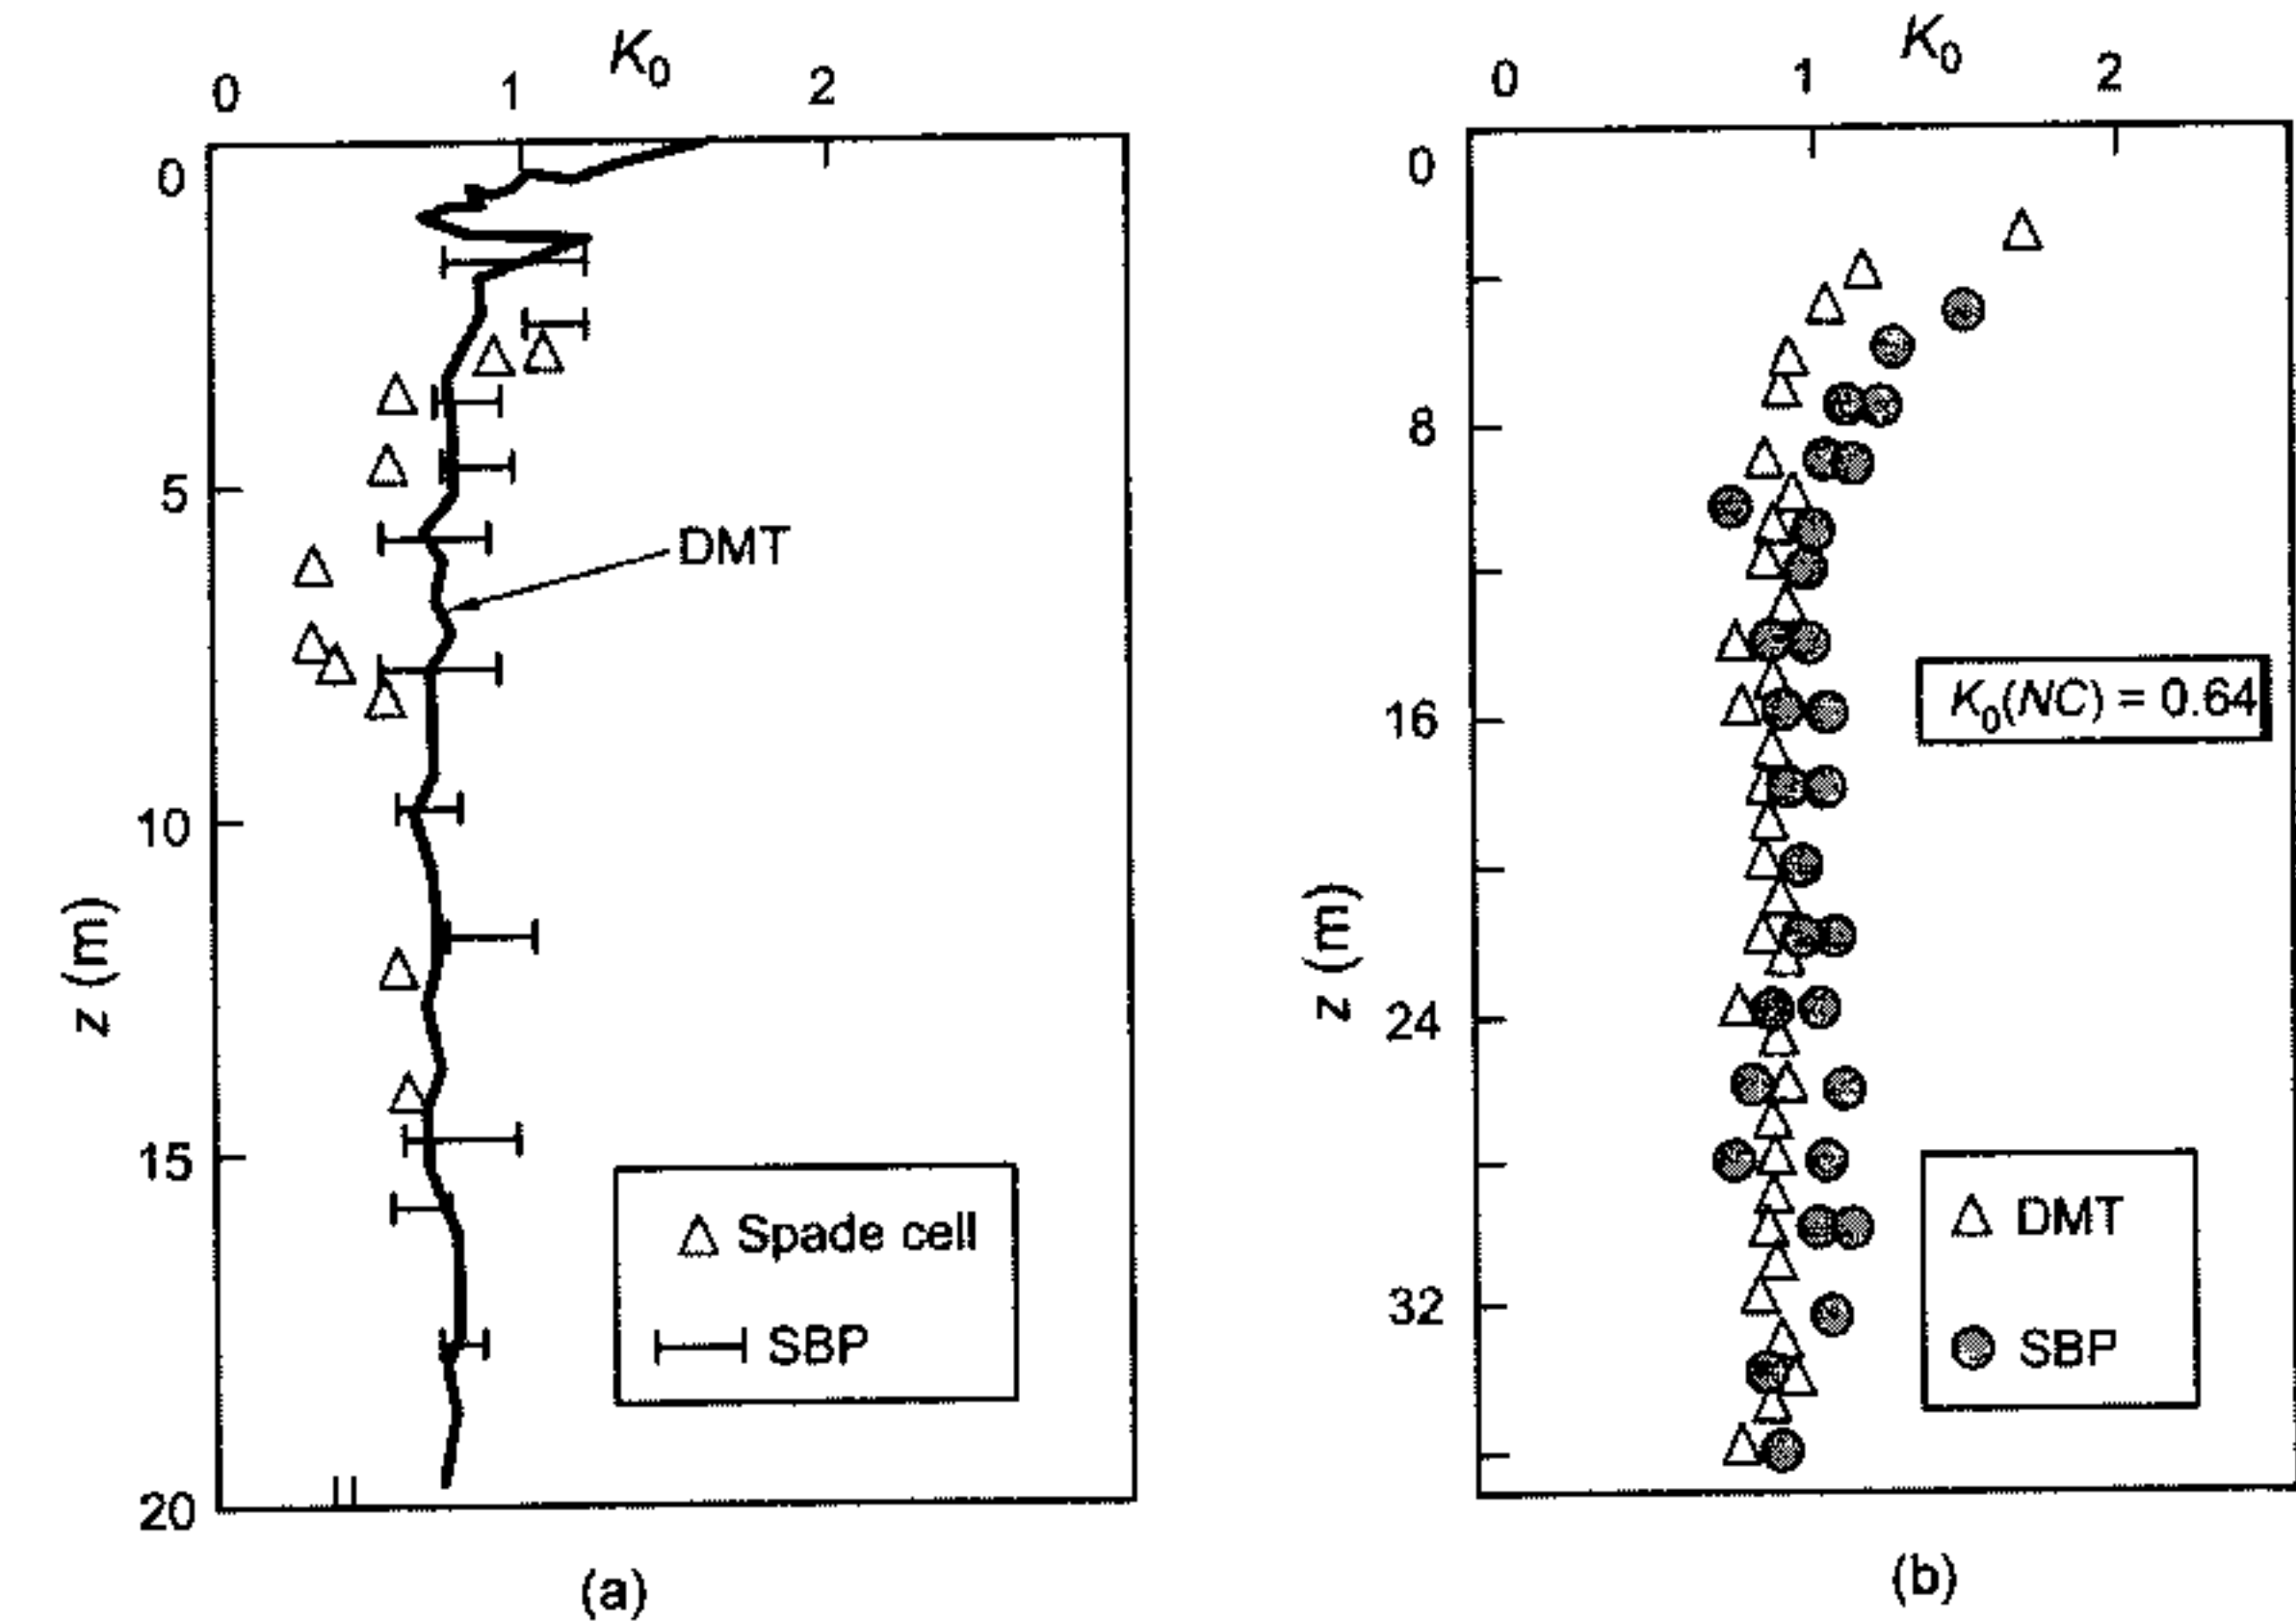 K0
0 1 2
0
5
10
15
20
z (m)
DMT
Spade cell
SBP
(a)
K0
0 1 2
0
8
16
24
32
z (m)
K0(NC) = 0.64
DMT
SBP
(b)